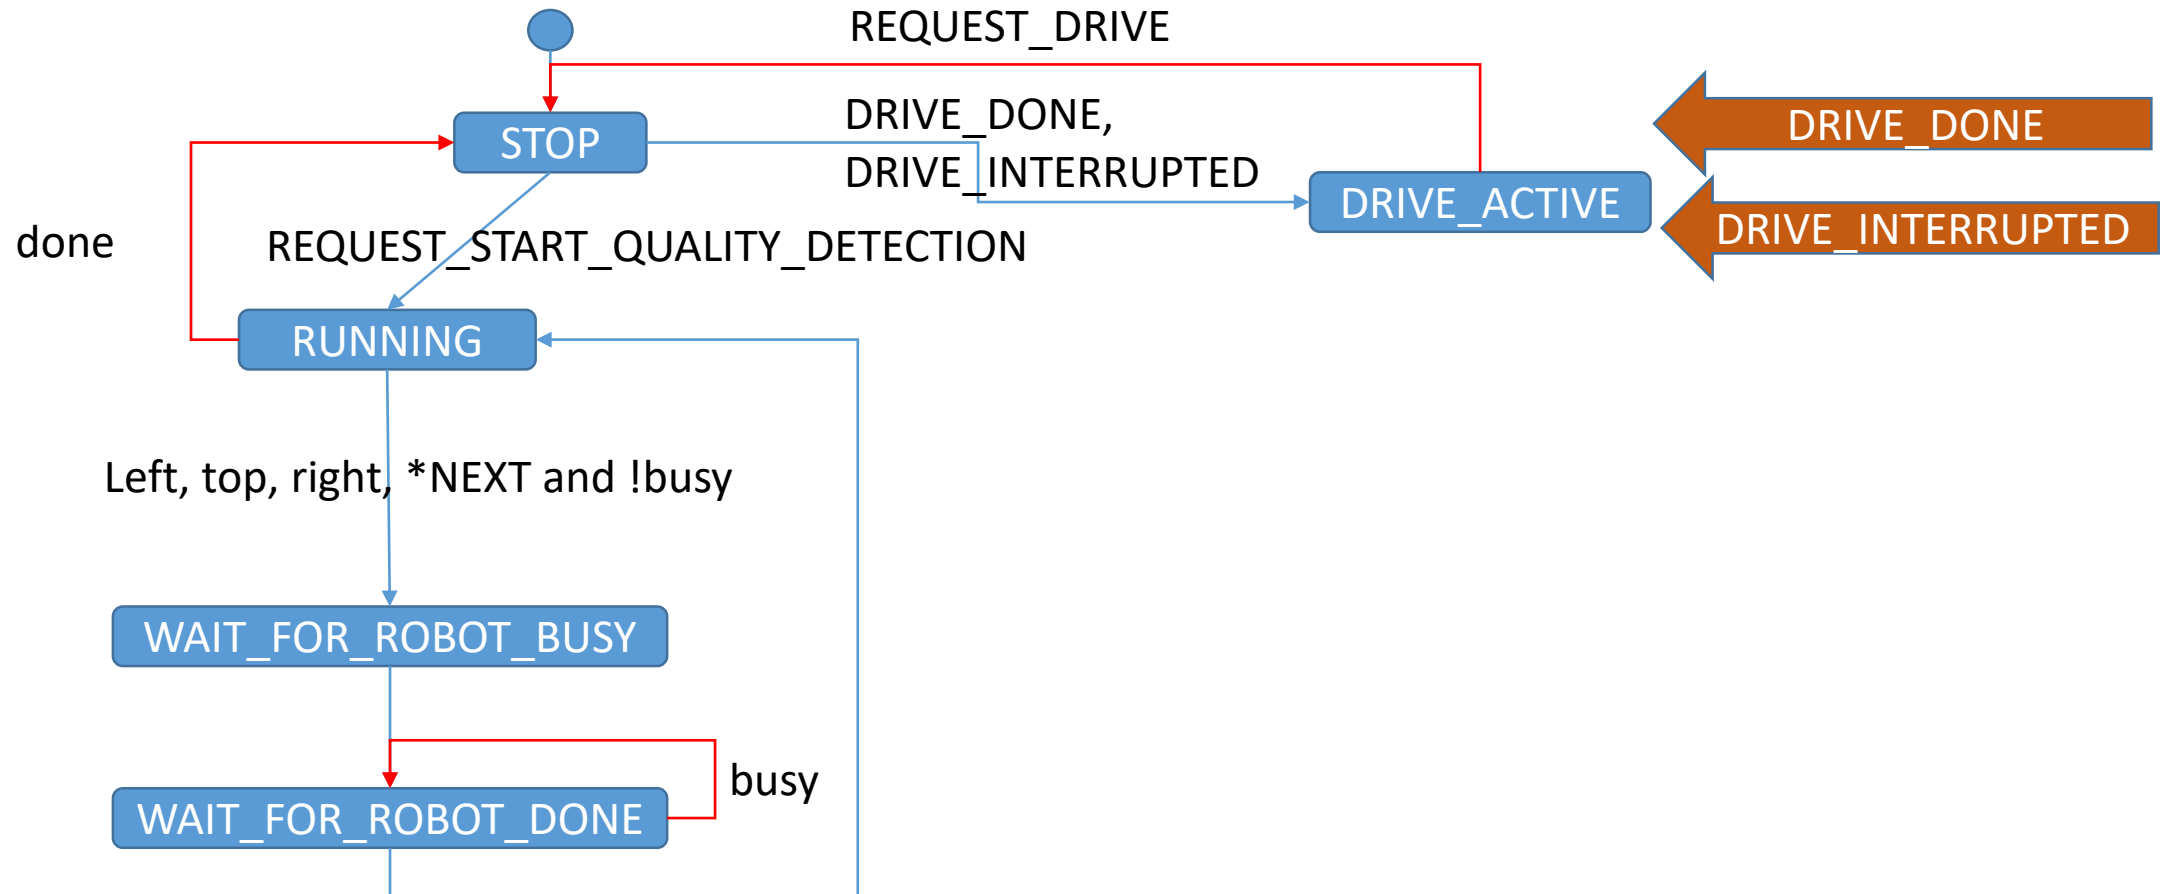 REQUEST_DRIVE
DRIVE_DONE,
DRIVE_INTERRUPTED
DRIVE_DONE
STOP
DRIVE_ACTIVE
DRIVE_INTERRUPTED
done
REQUEST_START_QUALITY_DETECTION
RUNNING
Left, top, right, *NEXT and !busy
WAIT_FOR_ROBOT_BUSY
busy
WAIT_FOR_ROBOT_DONE